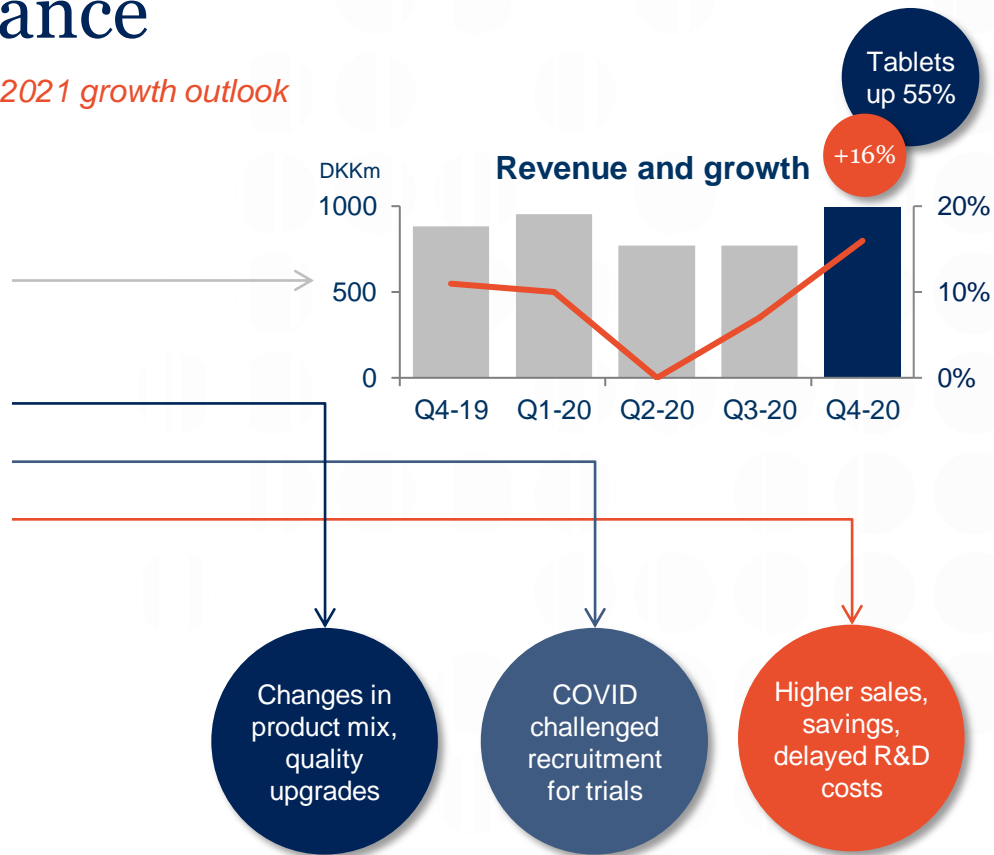 ance
2021 growth outlook
Tablets
up 55%
+16%
DKKm
Revenue and growth
1000
500
0
20%
10%
0%
Q4-19 Q1-20 Q2-20 Q3-20 Q4-20
Changes in
product mix,
quality
upgrades
COVID
challenged
recruitment
for trials
Higher sales,
savings,
delayed R&D
costs